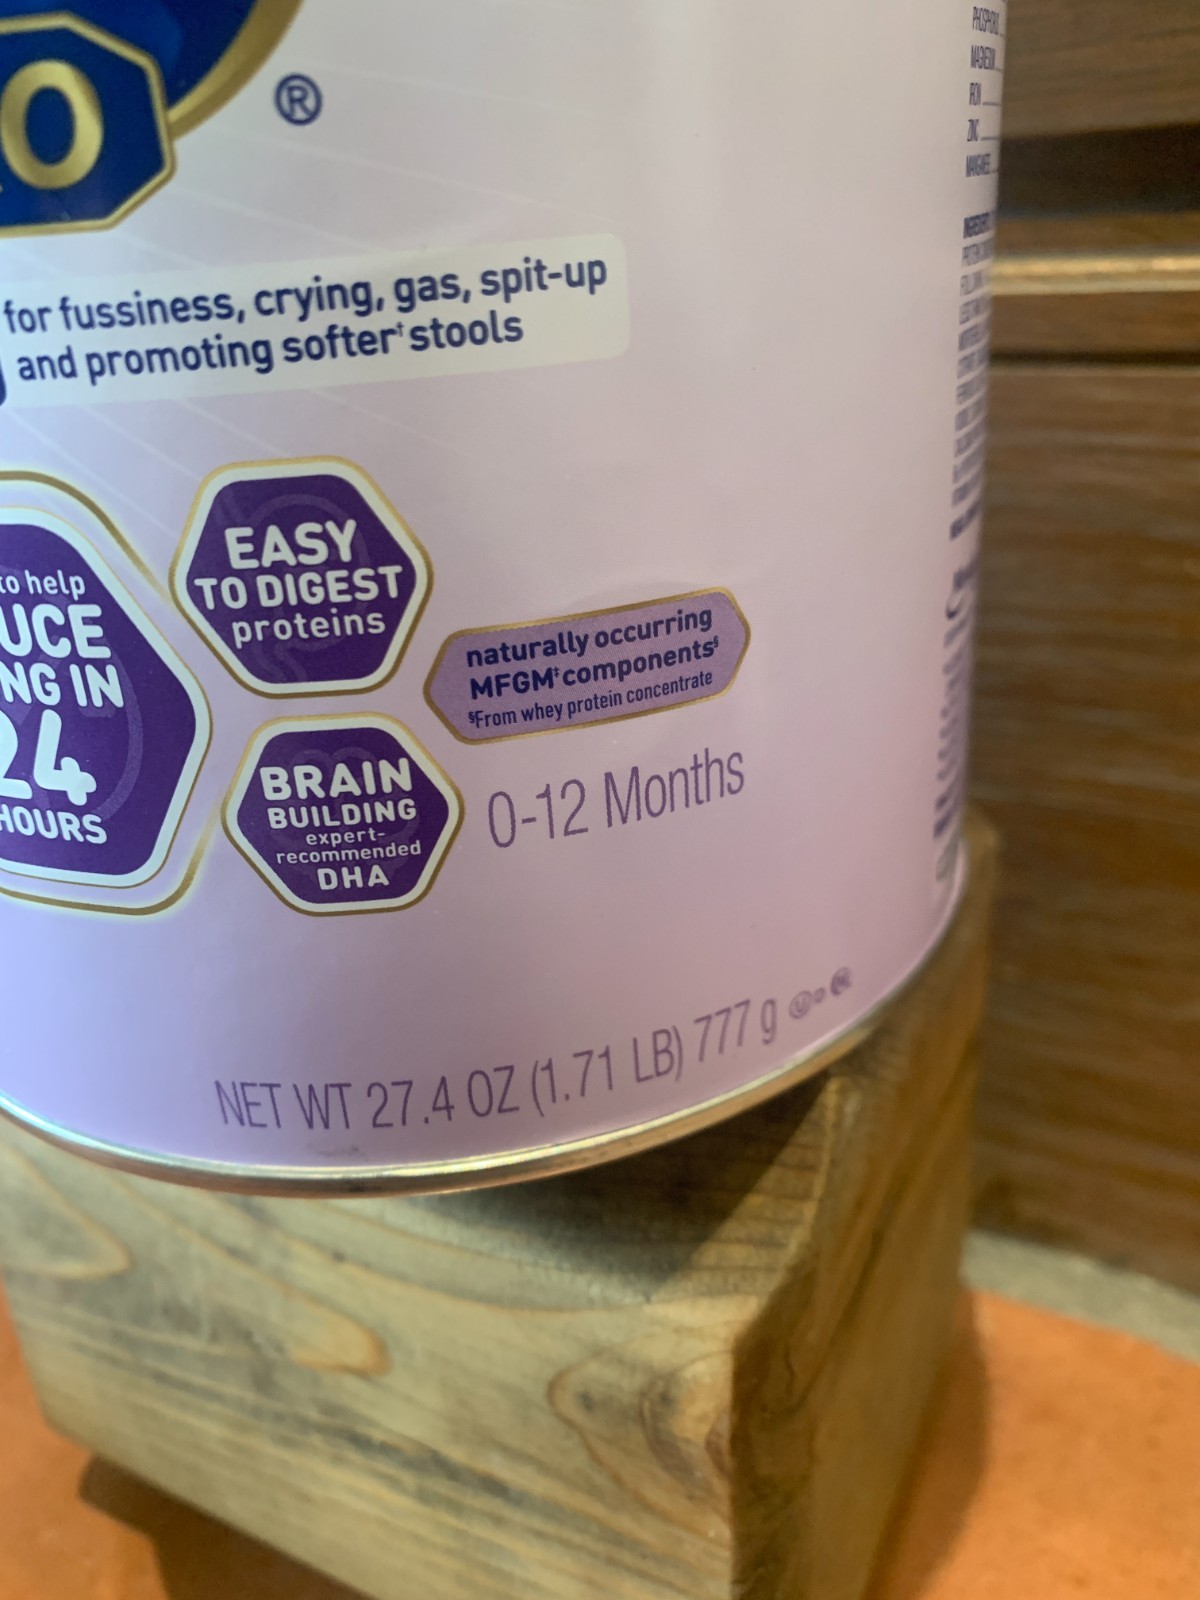 O
®
for fussiness, crying, gas, spit-up
and promoting softer† stools
to help
UCE
NG IN
24
HOURS
EASY
TO DIGEST
proteins
BRAIN
BUILDING
expert-
recommended
DHA
naturally occurring
MFGM‡ components§
§From whey protein concentrate
0-12 Months
NET WT 27.4 OZ (1.71 LB) 777 g
IRON
ZINC